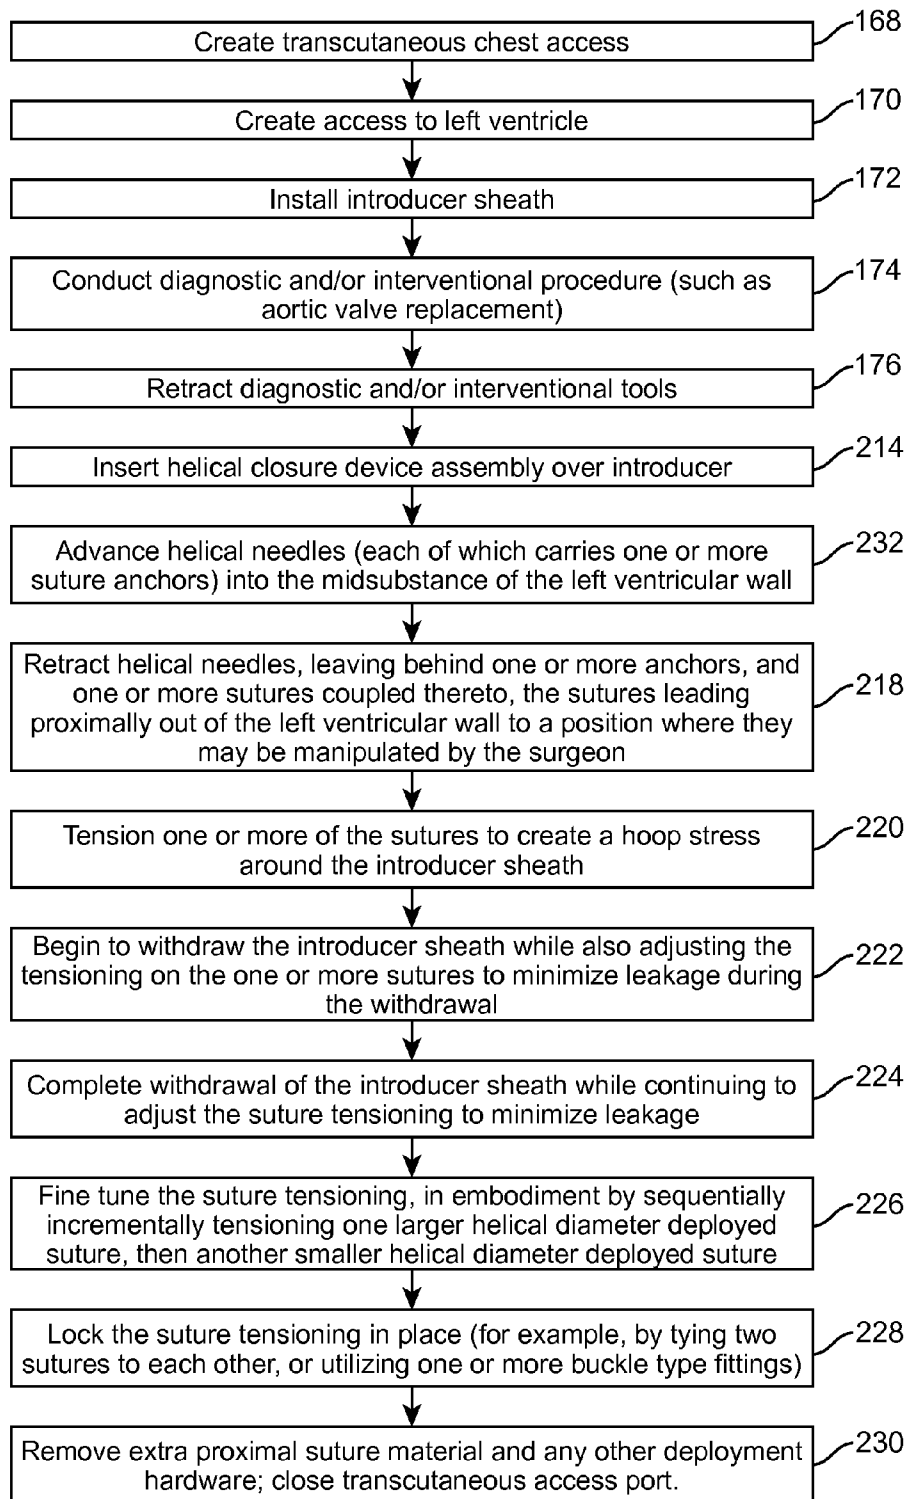 Create transcutaneous chest access
168
Create access to left ventricle
170
Install introducer sheath
172
Conduct diagnostic and/or interventional procedure (such as
aortic valve replacement)
174
Retract diagnostic and/or interventional tools
176
Insert helical closure device assembly over introducer
214
Advance helical needles (each of which carries one or more
suture anchors) into the midsubstance of the left ventricular wall
232
Retract helical needles, leaving behind one or more anchors, and
one or more sutures coupled thereto, the sutures leading
proximally out of the left ventricular wall to a position where they
may be manipulated by the surgeon
218
Tension one or more of the sutures to create a hoop stress
around the introducer sheath
220
Begin to withdraw the introducer sheath while also adjusting the
tensioning on the one or more sutures to minimize leakage during
the withdrawal
222
Complete withdrawal of the introducer sheath while continuing to
adjust the suture tensioning to minimize leakage
224
Fine tune the suture tensioning, in embodiment by sequentially
incrementally tensioning one larger helical diameter deployed
suture, then another smaller helical diameter deployed suture
226
Lock the suture tensioning in place (for example, by tying two
sutures to each other, or utilizing one or more buckle type fittings)
228
Remove extra proximal suture material and any other deployment
hardware; close transcutaneous access port.
230